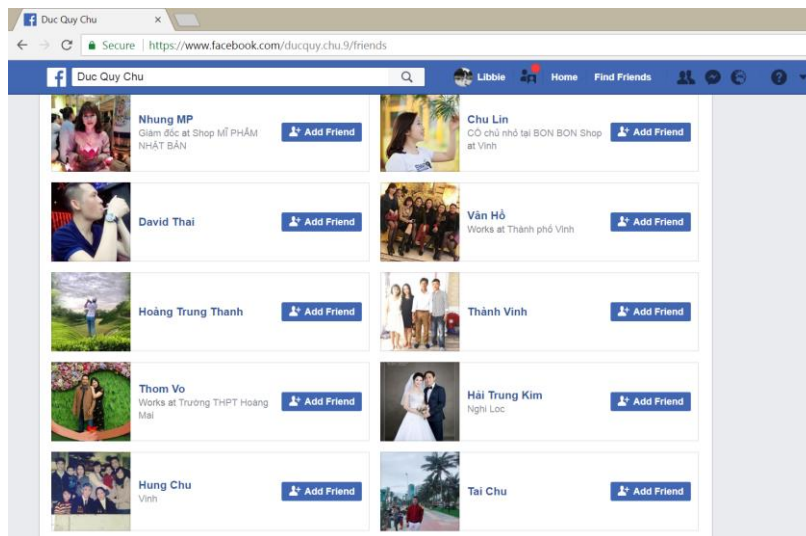 Duc Quy Chu
Secure | https://www.facebook.com/ducquy.chu.9/friends
Duc Quy Chu
Libbie Home Find Friends
Nhung MP
Giám đốc at Shop MĨ PHẨM
NHẬT BẢN
Add Friend
Chu Lin
CÔ chủ nhỏ tại BON BON Shop
at Vinh
Add Friend
David Thai
Add Friend
Vân Hồ
Works at Thành phố Vinh
Add Friend
Hoàng Trung Thanh
Add Friend
Thành Vinh
Add Friend
Thom Vo
Works at Trường THPT Hoàng
Mai
Add Friend
Hải Trung Kim
Nghi Loc
Add Friend
Hung Chu
Vinh
Add Friend
Tai Chu
Add Friend